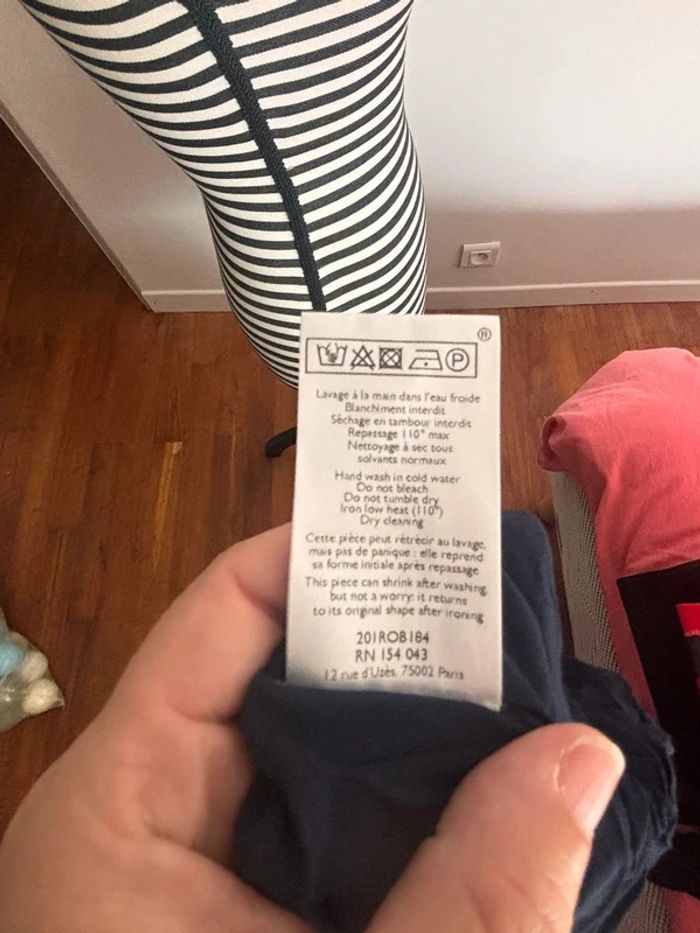 ®
P
Lavage à la main dans l'eau froide
Blanchiment interdit
Séchage en tambour interdit
Repassage 110° max
Nettoyage à sec tous
solvants normaux
Hand wash in cold water
Do not bleach
Do not tumble dry
Iron low heat (110°)
Dry cleaning
Cette pièce peut rétrécir au lavage,
mais pas de panique : elle reprend
sa forme initiale après repassage
This piece can shrink after washing,
but not a worry: it returns
to its original shape after ironing
201ROB184
RN 154 043
12 rue d'Uzès, 75002 Paris